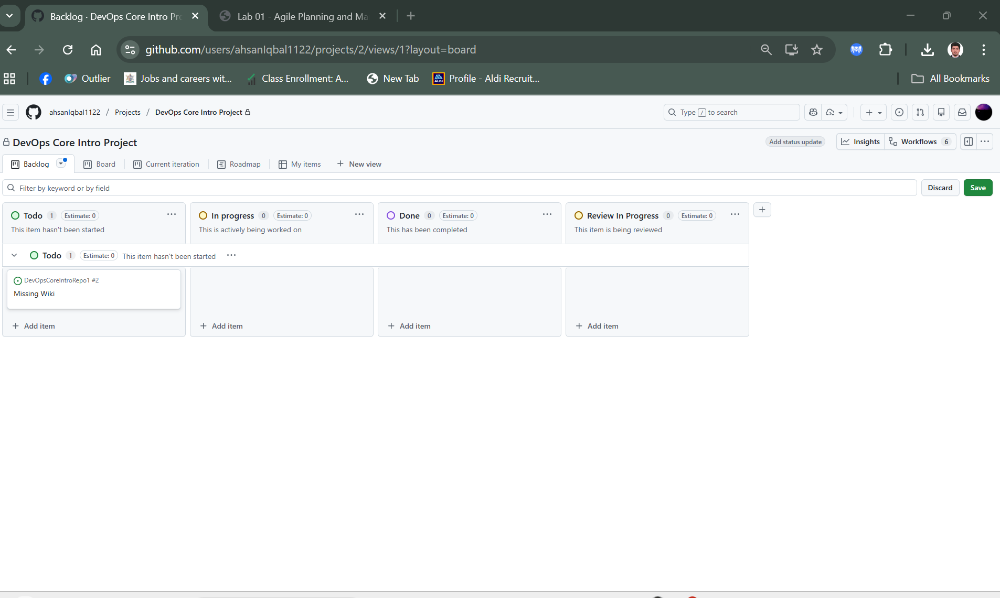 Backlog · DevOps Core Intro Pr
Lab 01 - Agile Planning and Ma
github.com/users/ahsanIqbal1122/projects/2/views/1?layout=board
Outlier
Jobs and careers wit...
Class Enrollment: A...
New Tab
ALDI
Profile - Aldi Recruit...
All Bookmarks
ahsanIqbal1122 / Projects / DevOps Core Intro Project
Type / to search
DevOps Core Intro Project
Add status update
Insights
Workflows 6
Backlog
Board
Current iteration
Roadmap
My items
New view
Filter by keyword or by field
Discard
Save
Todo 1 Estimate: 0
This item hasn't been started
In progress 0 Estimate: 0
This is actively being worked on
Done 0 Estimate: 0
This has been completed
Review In Progress 0 Estimate: 0
This item is being reviewed
Todo 1 Estimate: 0 This item hasn't been started
DevOpsCoreIntroRepo1 #2
Missing Wiki
Add item
Add item
Add item
Add item